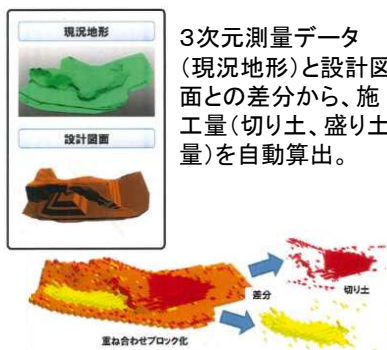 現況地形
設計図面
３次元測量データ
（現況地形）と設計図
面との差分から、施
工量（切り土、盛り土
量）を自動算出。
差分
切り土
重ね合わせブロック化